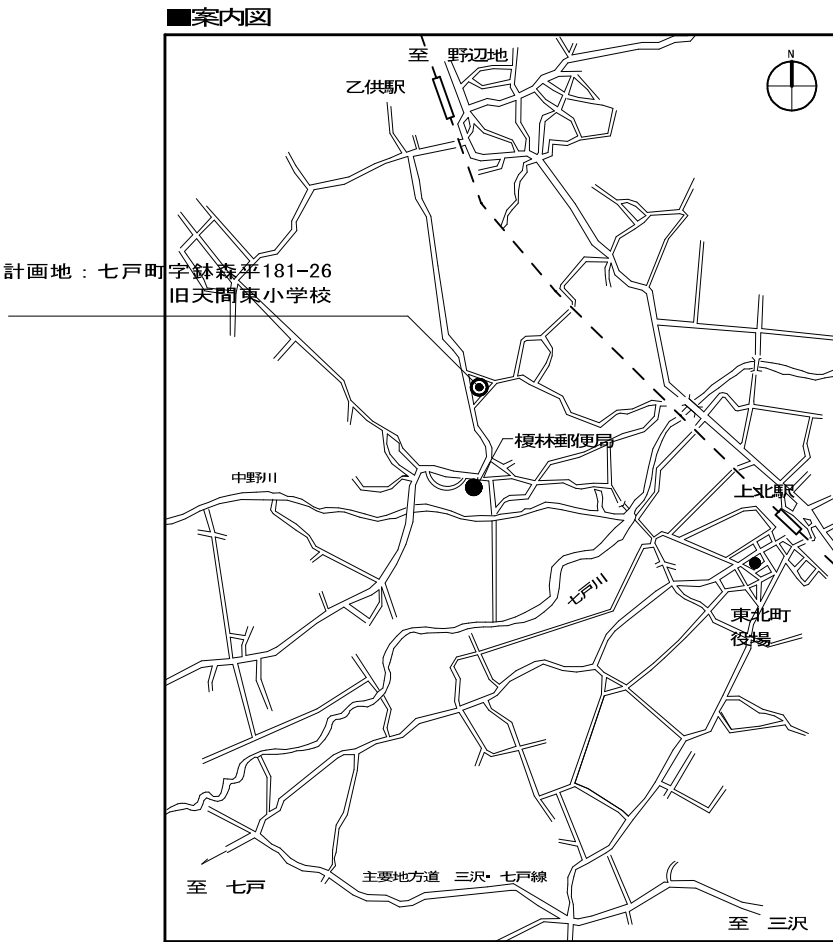 ■案内図
至 野辺地
N
乙供駅
計画地：七戸町字鉢森平181-26
旧天間東小学校
榎林郵便局
中野川
上北駅
七戸川
東北町
役場
主要地方道 三沢・七戸線
至 七戸
至 三沢